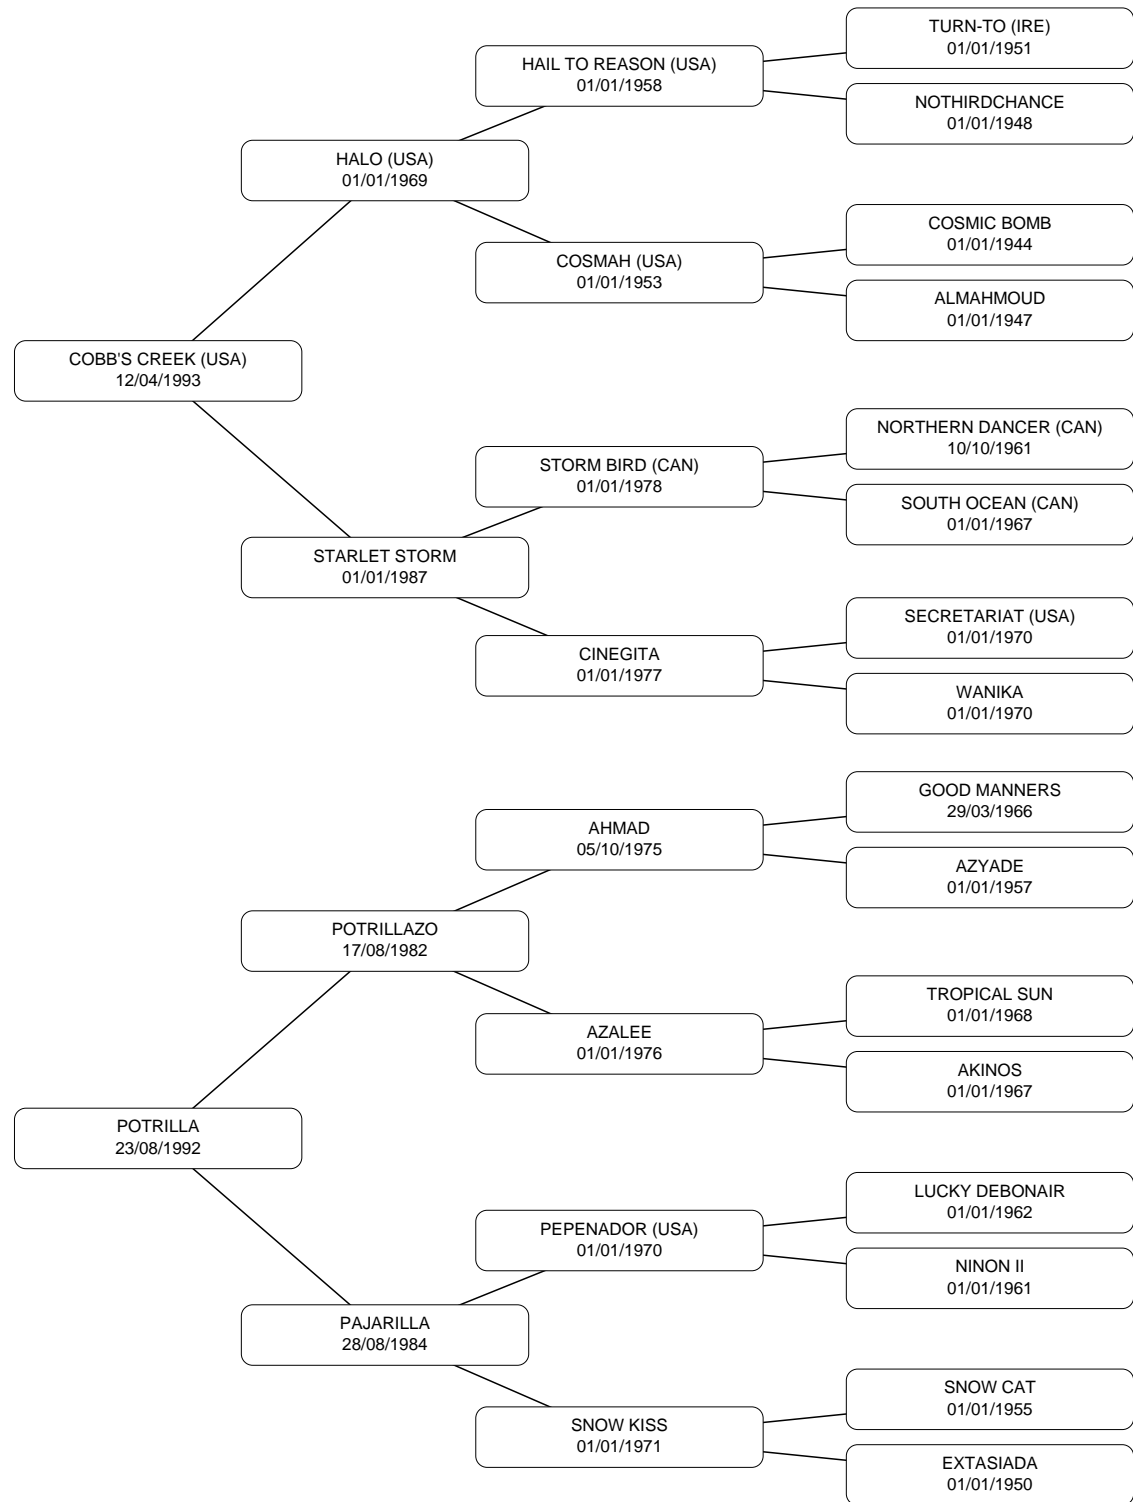 TURN-TO (IRE)
01/01/1951
HAIL TO REASON (USA)
01/01/1958
NOTHIRDCHANCE
01/01/1948
HALO (USA)
01/01/1969
COSMIC BOMB
01/01/1944
COSMAH (USA)
01/01/1953
ALMAHMOUD
01/01/1947
COBB'S CREEK (USA)
12/04/1993
NORTHERN DANCER (CAN)
10/10/1961
STORM BIRD (CAN)
01/01/1978
SOUTH OCEAN (CAN)
01/01/1967
STARLET STORM
01/01/1987
SECRETARIAT (USA)
01/01/1970
CINEGITA
01/01/1977
WANIKA
01/01/1970
GOOD MANNERS
29/03/1966
AHMAD
05/10/1975
AZYADE
01/01/1957
POTRILLAZO
17/08/1982
TROPICAL SUN
01/01/1968
AZALEE
01/01/1976
AKINOS
01/01/1967
POTRILLA
23/08/1992
LUCKY DEBONAIR
01/01/1962
PEPENADOR (USA)
01/01/1970
NINON II
01/01/1961
PAJARILLA
28/08/1984
SNOW CAT
01/01/1955
SNOW KISS
01/01/1971
EXTASIADA
01/01/1950